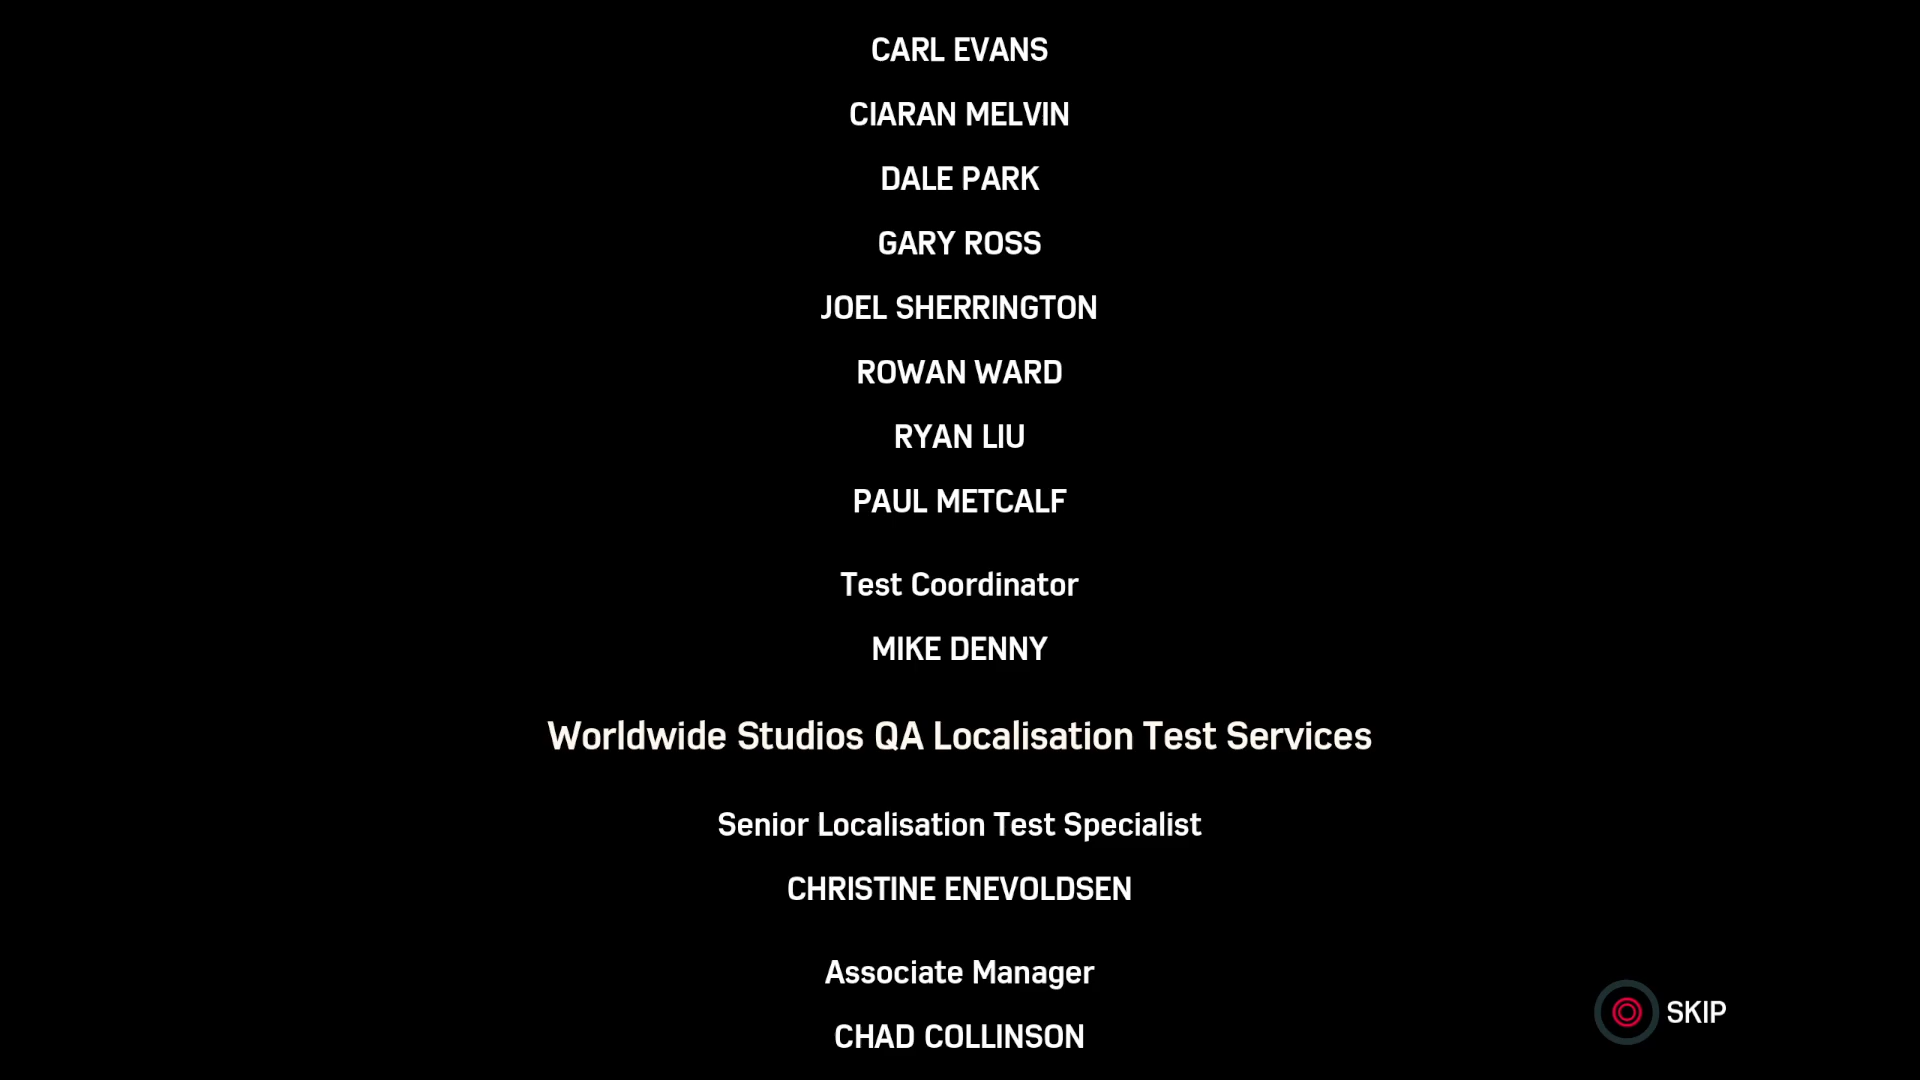 CARL EVANS
CIARAN MELVIN
DALE PARK
GARY ROSS
JOEL SHERRINGTON
ROWAN WARD
RYAN LIU
PAUL METCALF
Test Coordinator
MIKE DENNY
Worldwide Studios QA Localisation Test Services
Senior Localisation Test Specialist
CHRISTINE ENEVOLDSEN
Associate Manager
CHAD COLLINSON
SKIP